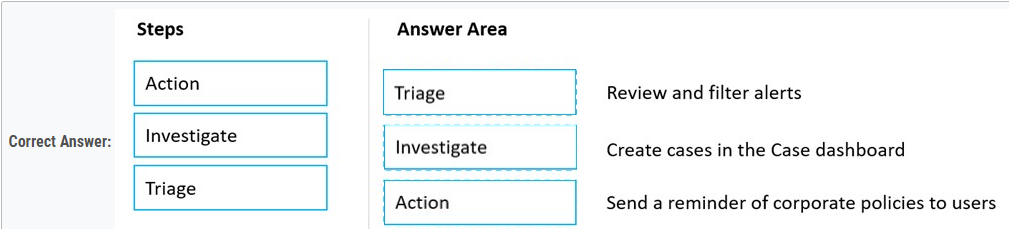 Steps
Answer Area
Action
Triage
Review and filter alerts
Correct Answer:
Investigate
Investigate
Create cases in the Case dashboard
Triage
Action
Send a reminder of corporate policies to users